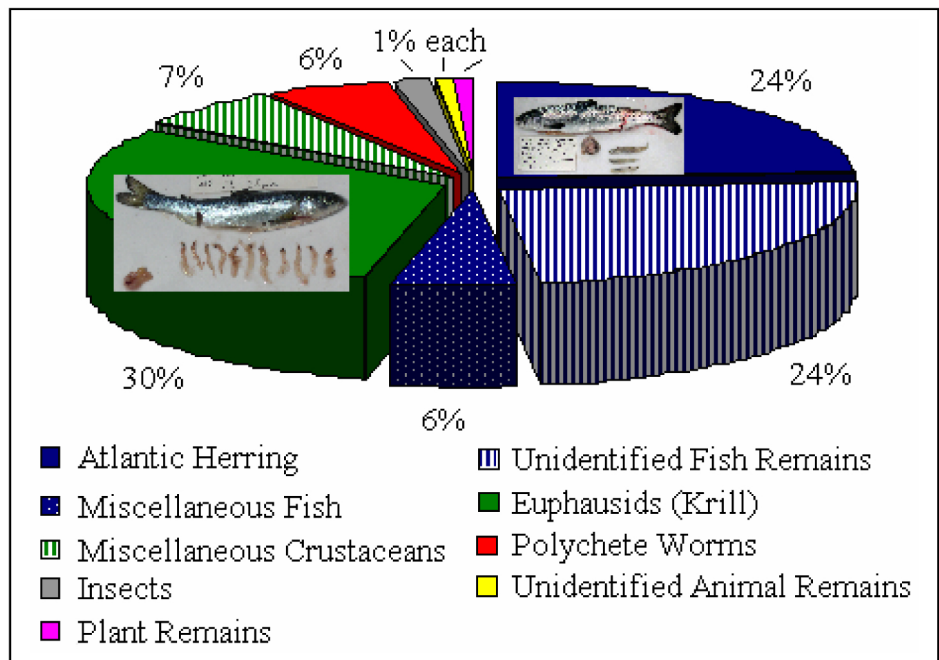 1% each
6%
24%
7%
30%
24%
6%
Atlantic Herring
Unidentified Fish Remains
Miscellaneous Fish
Euphausids (Krill)
Miscellaneous Crustaceans
Polychete Worms
Insects
Unidentified Animal Remains
Plant Remains